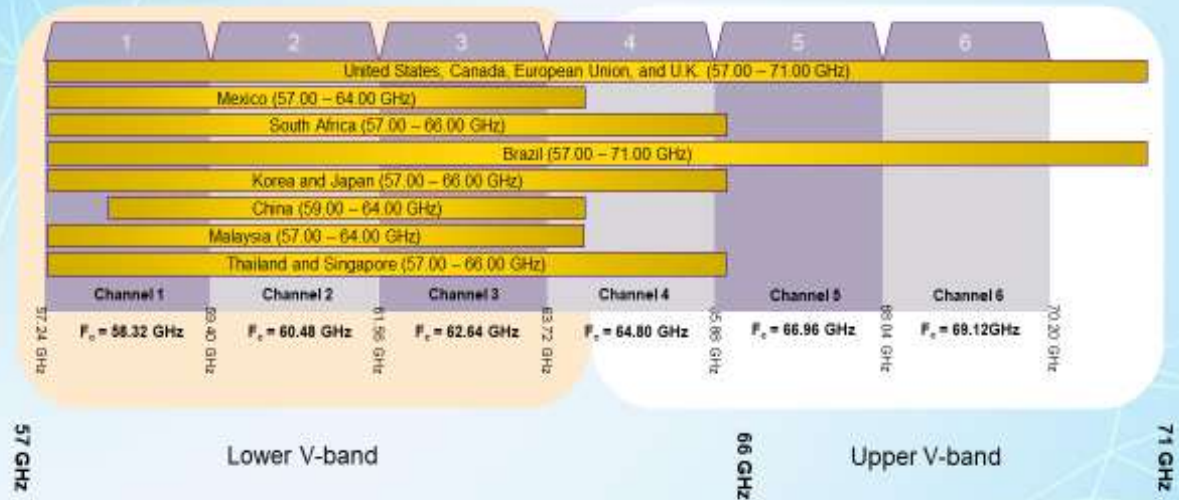 1 2 3 4 5 6
United States, Canada, European Union, and U.K. (57.00 – 71.00 GHz)
Mexico (57.00 – 64.00 GHz)
South Africa (57.00 – 66.00 GHz)
Brazil (57.00 – 71.00 GHz)
Korea and Japan (57.00 – 66.00 GHz)
China (59.00 – 64.00 GHz)
Malaysia (57.00 – 64.00 GHz)
Thailand and Singapore (57.00 – 66.00 GHz)
Channel 1 Channel 2 Channel 3 Channel 4 Channel 5 Channel 6
F_c = 58.32 GHz F_c = 60.48 GHz F_c = 62.64 GHz F_c = 64.80 GHz F_c = 66.96 GHz F_c = 69.12GHz
57.24 GHz 59.40 GHz 61.56 GHz 63.72 GHz 65.88 GHz 68.04 GHz 70.20 GHz
57 GHz Lower V-band 66 GHz Upper V-band 71 GHz